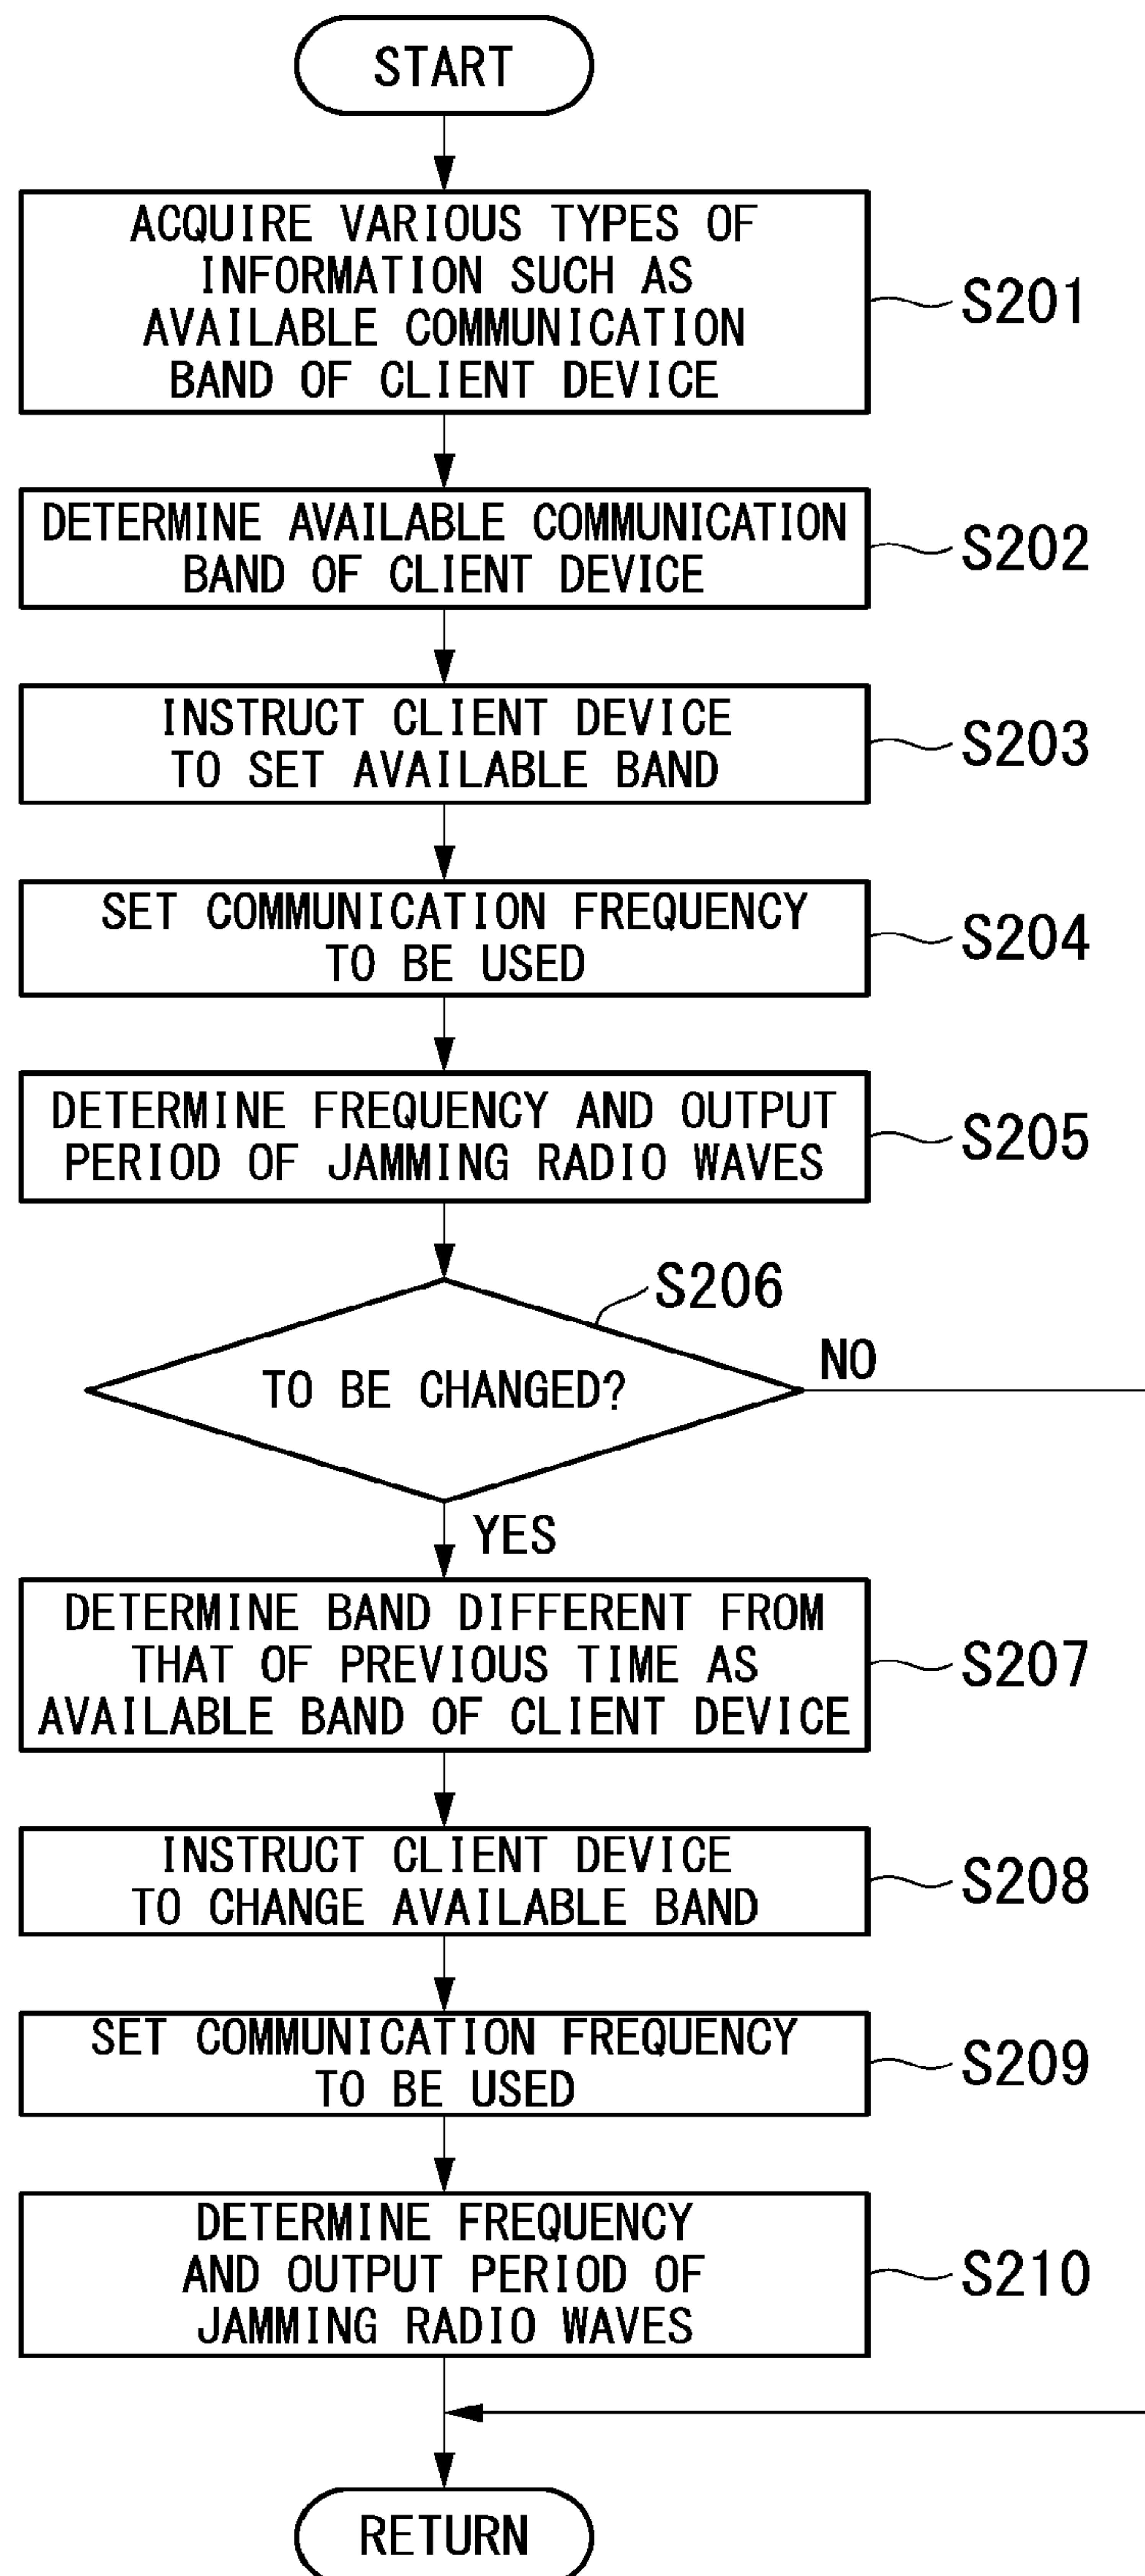 START
ACQUIRE VARIOUS TYPES OF
INFORMATION SUCH AS
AVAILABLE COMMUNICATION
BAND OF CLIENT DEVICE
S201
DETERMINE AVAILABLE COMMUNICATION
BAND OF CLIENT DEVICE
S202
INSTRUCT CLIENT DEVICE
TO SET AVAILABLE BAND
S203
SET COMMUNICATION FREQUENCY
TO BE USED
S204
DETERMINE FREQUENCY AND OUTPUT
PERIOD OF JAMMING RADIO WAVES
S205
S206
TO BE CHANGED?
NO
YES
DETERMINE BAND DIFFERENT FROM
THAT OF PREVIOUS TIME AS
AVAILABLE BAND OF CLIENT DEVICE
S207
INSTRUCT CLIENT DEVICE
TO CHANGE AVAILABLE BAND
S208
SET COMMUNICATION FREQUENCY
TO BE USED
S209
DETERMINE FREQUENCY
AND OUTPUT PERIOD OF
JAMMING RADIO WAVES
S210
RETURN